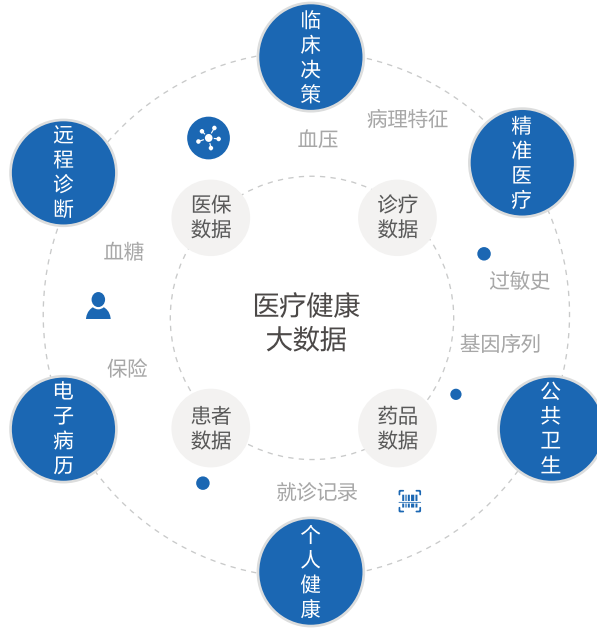 临
床
决
策
病理特征
血压
精
准
医
疗
远
程
诊
断
医保
数据
诊疗
数据
血糖
过敏史
医疗健康
大数据
基因序列
保险
电
子
病
历
患者
数据
药品
数据
公
共
卫
生
就诊记录
个
人
健
康